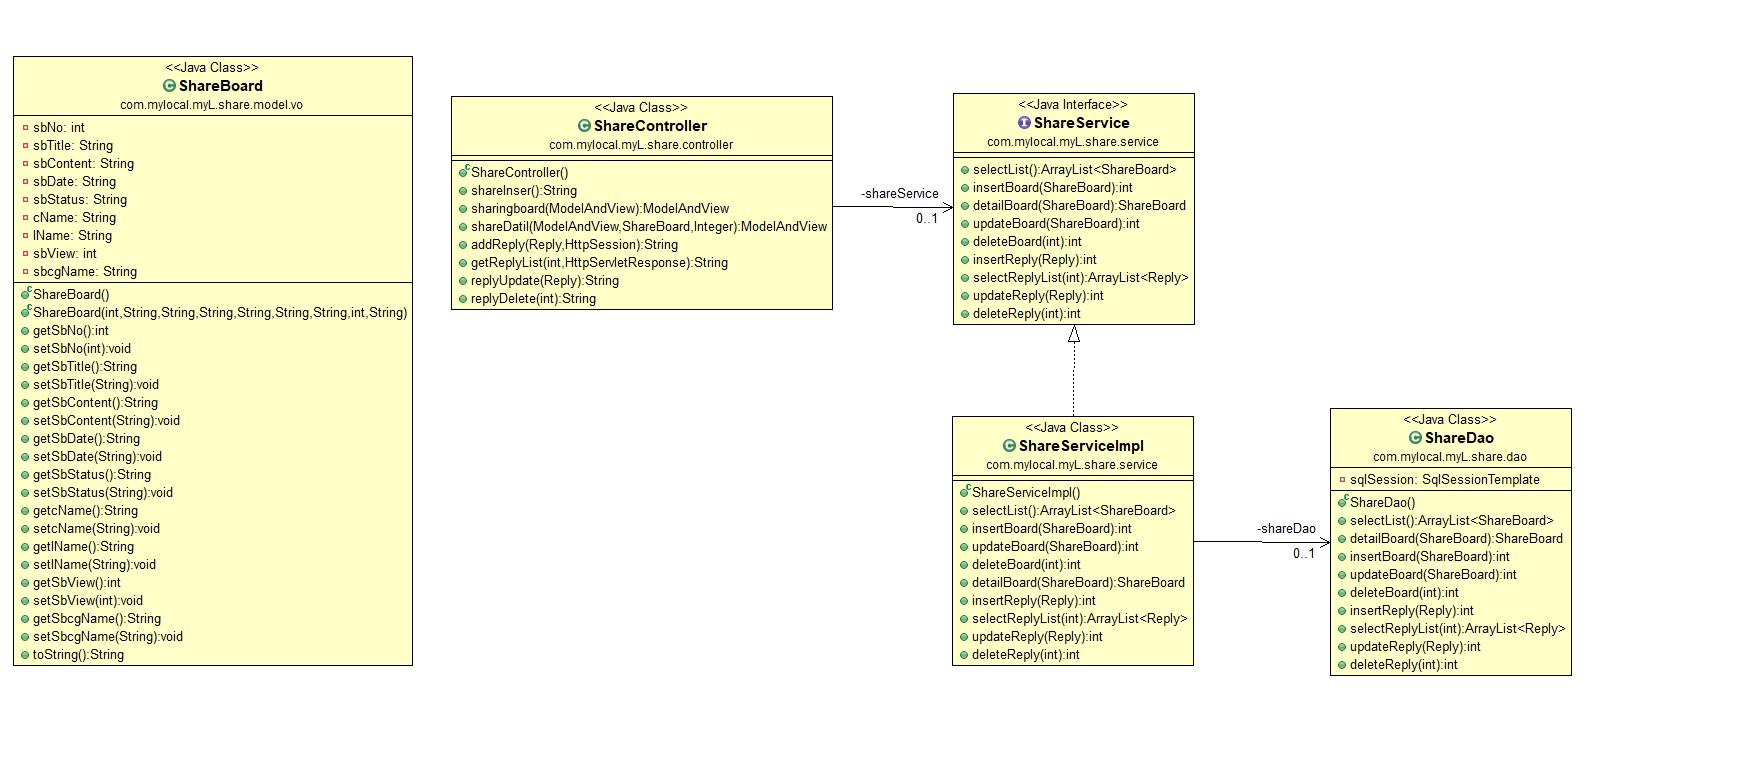 <<Java Class>>
ShareBoard
com.mylocal.myL.share.model.vo
sbNo: int
sbTitle: String
sbContent: String
sbDate: String
sbStatus: String
cName: String
lName: String
sbView: int
sbcgName: String
ShareBoard()
ShareBoard(int,String,String,String,String,String,String,int,String)
getSbNo():int
setSbNo(int):void
getSbTitle():String
setSbTitle(String):void
getSbContent():String
setSbContent(String):void
getSbDate():String
setSbDate(String):void
getSbStatus():String
setSbStatus(String):void
getcName():String
setcName(String):void
getlName():String
setlName(String):void
getSbView():int
setSbView(int):void
getSbcgName():String
setSbcgName(String):void
toString():String
<<Java Class>>
ShareController
com.mylocal.myL.share.controller
ShareController()
shareInser():String
sharingboard(ModelAndView):ModelAndView
shareDatil(ModelAndView,ShareBoard,Integer):ModelAndView
addReply(Reply,HttpSession):String
getReplyList(int,HttpServletResponse):String
replyUpdate(Reply):String
replyDelete(int):String
-shareService
0..1
<<Java Interface>>
ShareService
com.mylocal.myL.share.service
selectList():ArrayList<ShareBoard>
insertBoard(ShareBoard):int
detailBoard(ShareBoard):ShareBoard
updateBoard(ShareBoard):int
deleteBoard(int):int
insertReply(Reply):int
selectReplyList(int):ArrayList<Reply>
updateReply(Reply):int
deleteReply(int):int
<<Java Class>>
ShareServiceImpl
com.mylocal.myL.share.service
ShareServiceImpl()
selectList():ArrayList<ShareBoard>
insertBoard(ShareBoard):int
updateBoard(ShareBoard):int
deleteBoard(int):int
detailBoard(ShareBoard):ShareBoard
insertReply(Reply):int
selectReplyList(int):ArrayList<Reply>
updateReply(Reply):int
deleteReply(int):int
-shareDao
0..1
<<Java Class>>
ShareDao
com.mylocal.myL.share.dao
sqlSession: SqlSessionTemplate
ShareDao()
selectList():ArrayList<ShareBoard>
detailBoard(ShareBoard):ShareBoard
insertBoard(ShareBoard):int
updateBoard(ShareBoard):int
deleteBoard(int):int
insertReply(Reply):int
selectReplyList(int):ArrayList<Reply>
updateReply(Reply):int
deleteReply(int):int